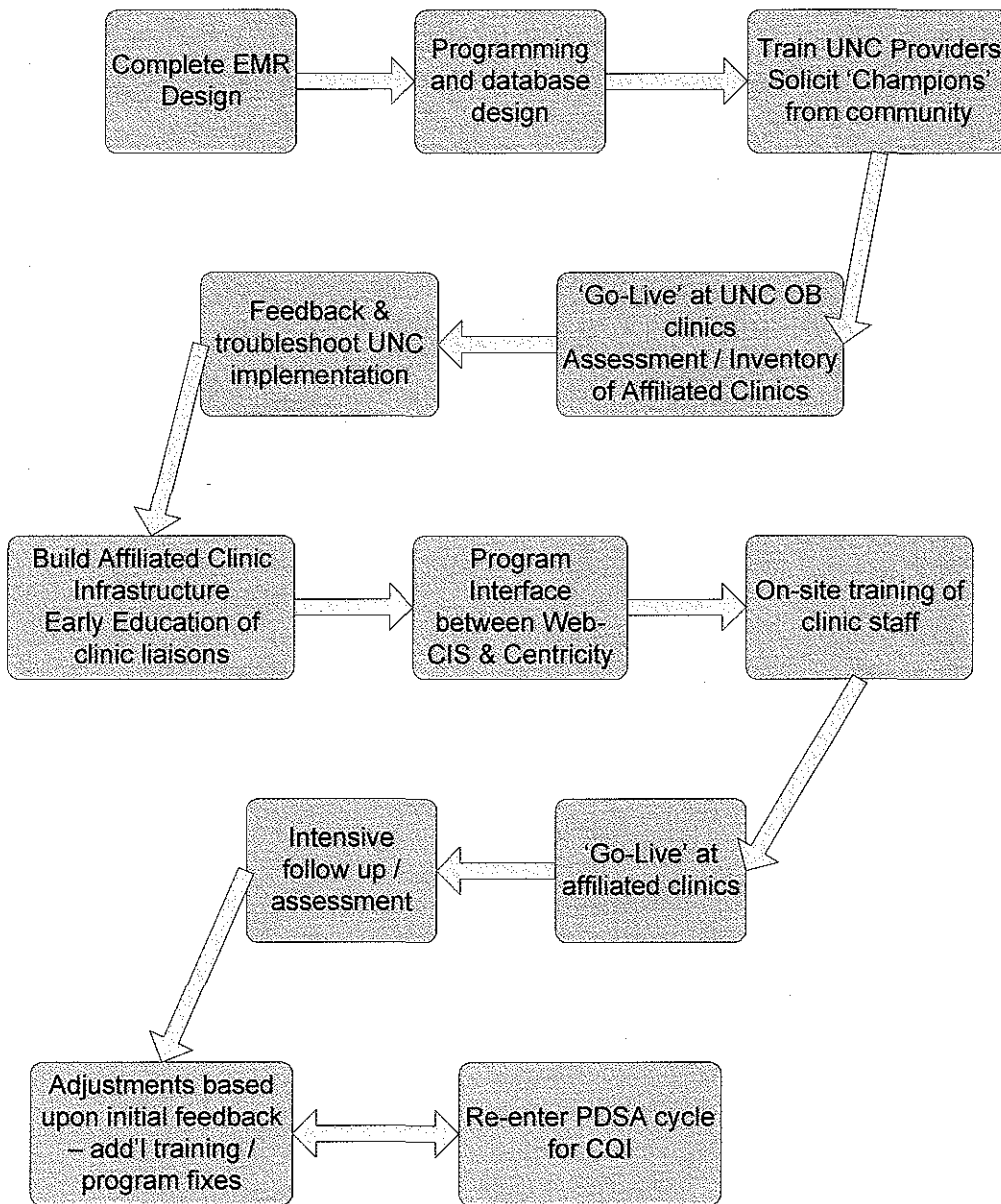 Complete EMR
Design
Programming
and database
design
Train UNC Providers
Solicit ‘Champions’
from community
‘Go-Live’ at UNC OB
clinics
Assessment / Inventory
of Affiliated Clinics
Feedback &
troubleshoot UNC
implementation
Build Affiliated Clinic
Infrastructure
Early Education of
clinic liaisons
Program
Interface
between Web-
CIS & Centricity
On-site training of
clinic staff
‘Go-Live’ at
affiliated clinics
Intensive
follow up /
assessment
Adjustments based
upon initial feedback
– add’l training /
program fixes
Re-enter PDSA cycle
for CQI